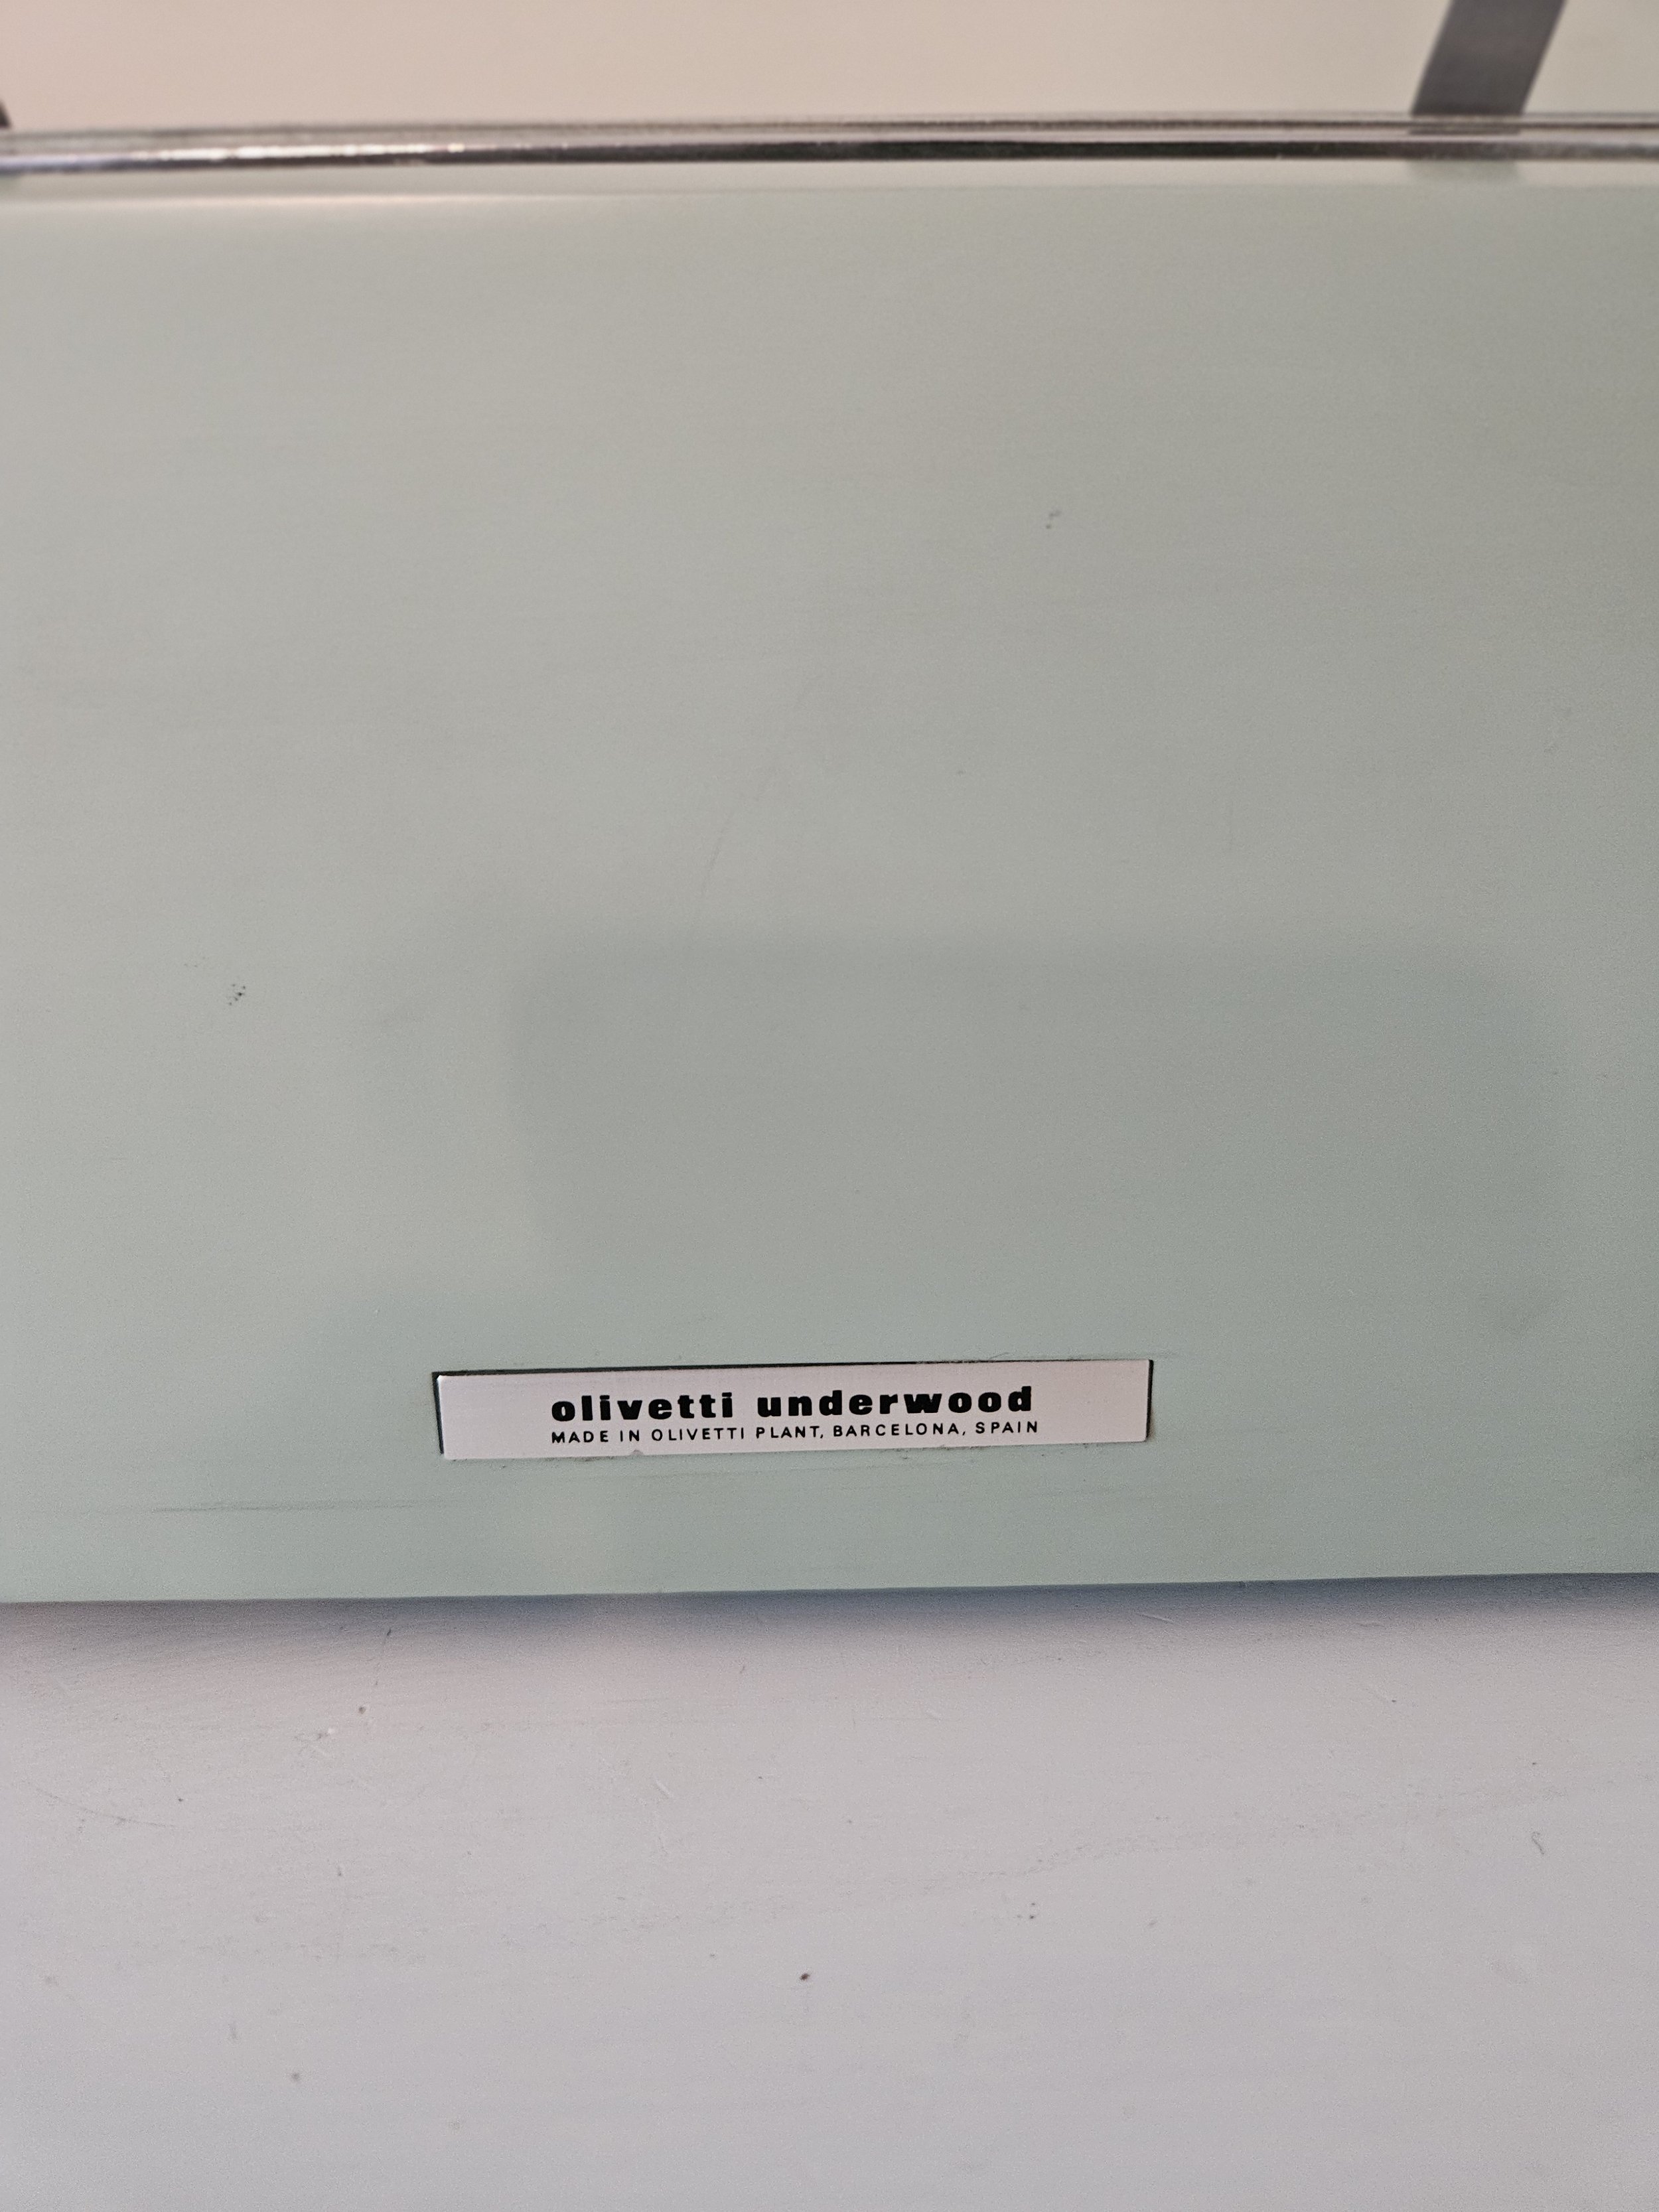 olivetti underwood
MADE IN OLIVETTI PLANT, BARCELONA, SPAIN